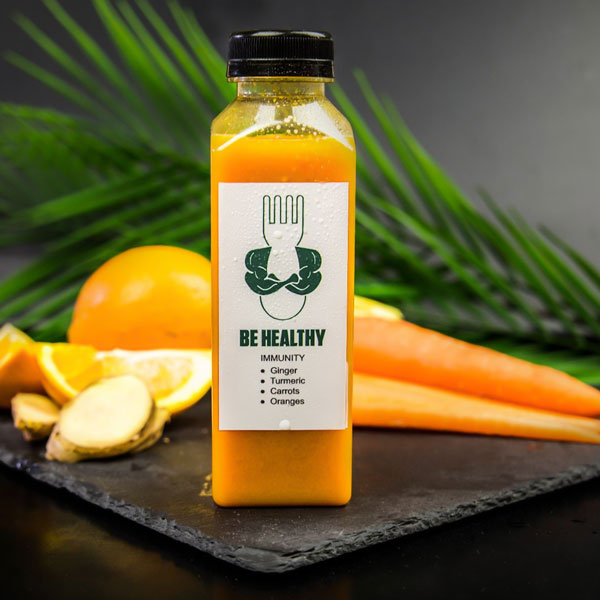 BE HEALTHY
IMMUNITY
• Ginger
• Turmeric
• Carrots
• Oranges